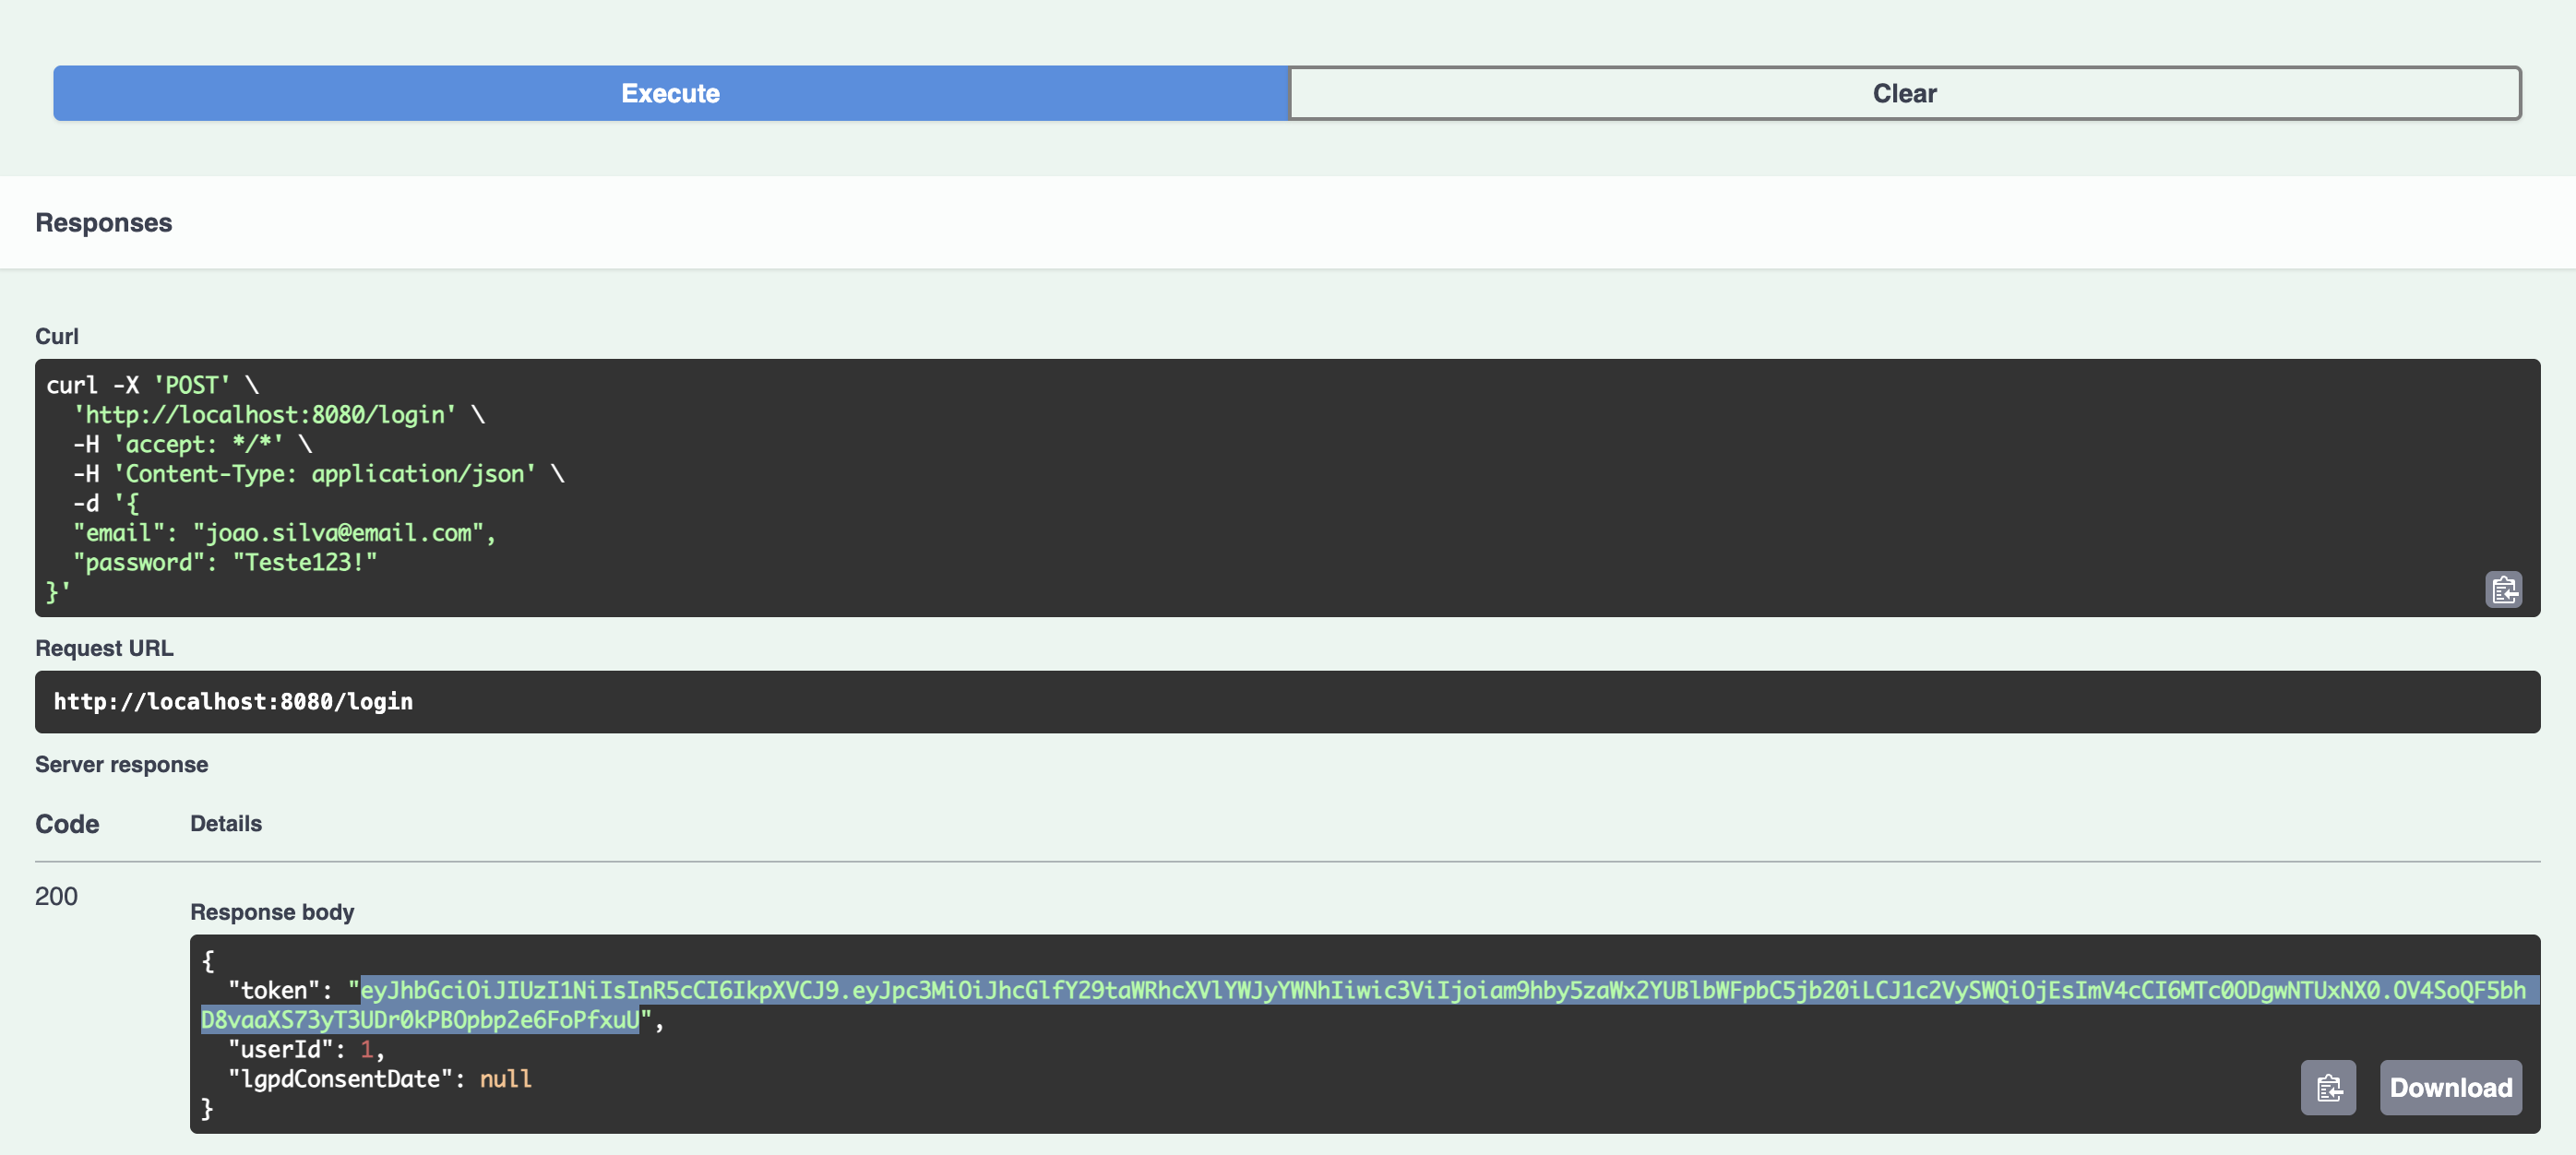 Execute
Clear
Responses
Curl
curl -X 'POST' \
  'http://localhost:8080/login' \
  -H 'accept: */*' \
  -H 'Content-Type: application/json' \
  -d '{
  "email": "joao.silva@email.com",
  "password": "Teste123!"
}'
Request URL
http://localhost:8080/login
Server response
Code Details
200
Response body
{
  "token": "eyJhbGciOiJIUzI1NiIsInR5cCI6IkpXVCJ9.eyJpc3MiOiJhcGlfY29taWRhcXVlYWJyYWNhIiwic3ViIjoiam9hby5zaWx2YUBlbWFpbC5jb20iLCJ1c2VySWQiOjEsImV4cCI6MTc0ODgwNTUxNX0.OV4SoQF5bh
D8vaaXS73yT3UDr0kPBOpbp2e6FoPfxuU",
  "userId": 1,
  "lgpdConsentDate": null
}
Download